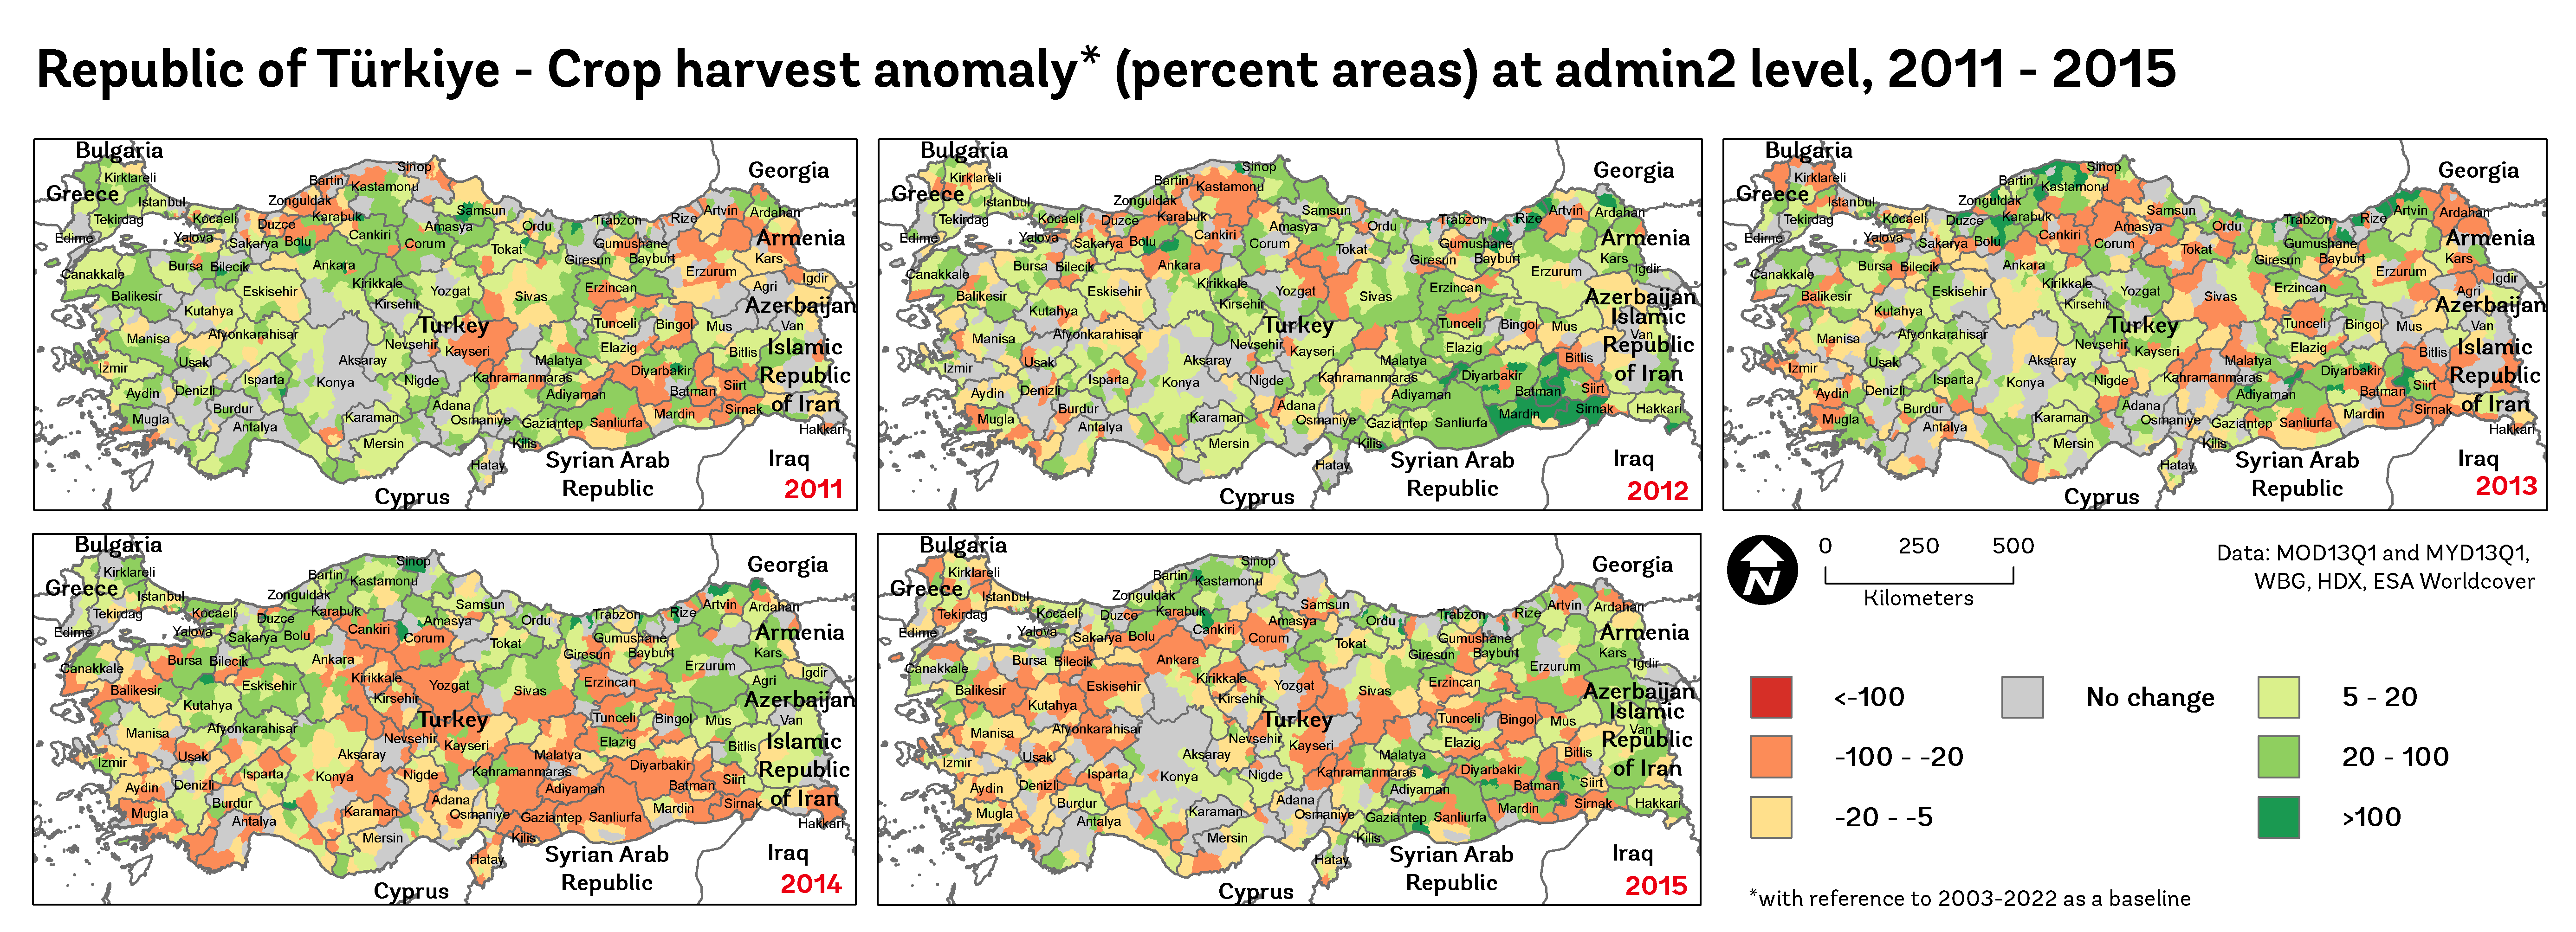 Republic of Türkiye - Crop harvest anomaly* (percent areas) at admin2 level, 2011 - 2015
Bulgaria
Georgia
Greece
Armenia
Azerbaijan
Turkey
Islamic
Republic
of Iran
Syrian Arab
Republic
Iraq
Cyprus
Kirklareli
Istanbul
Tekirdag
Edirne
Kocaeli
Yalova
Sakarya
Duzce
Bolu
Zonguldak
Bartin
Karabuk
Kastamonu
Sinop
Cankiri
Corum
Samsun
Amasya
Tokat
Ordu
Giresun
Trabzon
Gumushane
Bayburt
Rize
Artvin
Ardahan
Kars
Igdir
Agri
Erzurum
Erzincan
Canakkale
Balikesir
Bursa
Bilecik
Eskisehir
Kutahya
Ankara
Kirikkale
Kirsehir
Yozgat
Sivas
Manisa
Usak
Afyonkarahisar
Izmir
Aydin
Denizli
Mugla
Isparta
Burdur
Antalya
Konya
Aksaray
Nevsehir
Nigde
Kayseri
Karaman
Mersin
Adana
Osmaniye
Hatay
Kilis
Gaziantep
Kahramanmaras
Malatya
Adiyaman
Sanliurfa
Elazig
Tunceli
Bingol
Mus
Bitlis
Van
Diyarbakir
Batman
Siirt
Mardin
Sirnak
Hakkari
2011
Bulgaria
Georgia
Greece
Armenia
Azerbaijan
Turkey
Islamic
Republic
of Iran
Syrian Arab
Republic
Iraq
Cyprus
Kirklareli
Istanbul
Tekirdag
Edirne
Kocaeli
Yalova
Sakarya
Duzce
Bolu
Zonguldak
Bartin
Karabuk
Kastamonu
Sinop
Cankiri
Corum
Samsun
Amasya
Tokat
Ordu
Giresun
Trabzon
Gumushane
Bayburt
Rize
Artvin
Ardahan
Kars
Igdir
Erzurum
Erzincan
Canakkale
Balikesir
Bursa
Bilecik
Eskisehir
Kutahya
Ankara
Kirikkale
Kirsehir
Yozgat
Sivas
Manisa
Usak
Afyonkarahisar
Izmir
Aydin
Denizli
Mugla
Isparta
Burdur
Antalya
Konya
Aksaray
Nevsehir
Nigde
Kayseri
Karaman
Mersin
Adana
Osmaniye
Hatay
Kilis
Gaziantep
Kahramanmaras
Malatya
Adiyaman
Sanliurfa
Elazig
Tunceli
Bingol
Mus
Bitlis
Van
Diyarbakir
Batman
Siirt
Mardin
Sirnak
Hakkari
2012
Bulgaria
Georgia
Greece
Armenia
Azerbaijan
Turkey
Islamic
Republic
of Iran
Syrian Arab
Republic
Iraq
Cyprus
Kirklareli
Istanbul
Tekirdag
Edirne
Kocaeli
Yalova
Sakarya
Duzce
Bolu
Zonguldak
Bartin
Karabuk
Kastamonu
Sinop
Cankiri
Corum
Samsun
Amasya
Tokat
Ordu
Giresun
Trabzon
Gumushane
Bayburt
Rize
Artvin
Ardahan
Kars
Igdir
Agri
Erzurum
Erzincan
Canakkale
Balikesir
Bursa
Bilecik
Eskisehir
Kutahya
Ankara
Kirikkale
Kirsehir
Yozgat
Sivas
Manisa
Usak
Afyonkarahisar
Izmir
Aydin
Denizli
Mugla
Isparta
Burdur
Antalya
Konya
Aksaray
Nevsehir
Nigde
Kayseri
Karaman
Mersin
Adana
Osmaniye
Hatay
Kilis
Gaziantep
Kahramanmaras
Malatya
Adiyaman
Sanliurfa
Elazig
Tunceli
Bingol
Mus
Bitlis
Van
Diyarbakir
Batman
Siirt
Mardin
Sirnak
Hakkari
2013
Bulgaria
Georgia
Greece
Armenia
Azerbaijan
Turkey
Islamic
Republic
of Iran
Syrian Arab
Republic
Iraq
Cyprus
Kirklareli
Istanbul
Tekirdag
Edirne
Kocaeli
Yalova
Sakarya
Duzce
Bolu
Zonguldak
Bartin
Karabuk
Kastamonu
Sinop
Cankiri
Corum
Samsun
Amasya
Tokat
Ordu
Giresun
Trabzon
Gumushane
Bayburt
Rize
Artvin
Ardahan
Kars
Igdir
Agri
Erzurum
Erzincan
Canakkale
Balikesir
Bursa
Bilecik
Eskisehir
Kutahya
Ankara
Kirikkale
Kirsehir
Yozgat
Sivas
Manisa
Usak
Afyonkarahisar
Izmir
Aydin
Denizli
Mugla
Isparta
Burdur
Antalya
Konya
Aksaray
Nevsehir
Nigde
Kayseri
Karaman
Mersin
Adana
Osmaniye
Hatay
Kilis
Gaziantep
Kahramanmaras
Malatya
Adiyaman
Sanliurfa
Elazig
Tunceli
Bingol
Mus
Bitlis
Van
Diyarbakir
Batman
Siirt
Mardin
Sirnak
Hakkari
2014
Bulgaria
Georgia
Greece
Armenia
Azerbaijan
Turkey
Islamic
Republic
of Iran
Syrian Arab
Republic
Iraq
Cyprus
Kirklareli
Istanbul
Tekirdag
Edirne
Kocaeli
Yalova
Sakarya
Duzce
Bolu
Zonguldak
Bartin
Karabuk
Kastamonu
Sinop
Cankiri
Corum
Samsun
Amasya
Tokat
Ordu
Giresun
Trabzon
Gumushane
Bayburt
Rize
Artvin
Ardahan
Kars
Igdir
Erzurum
Erzincan
Canakkale
Balikesir
Bursa
Bilecik
Eskisehir
Kutahya
Ankara
Kirikkale
Kirsehir
Yozgat
Sivas
Manisa
Usak
Afyonkarahisar
Izmir
Aydin
Denizli
Mugla
Isparta
Burdur
Antalya
Konya
Aksaray
Nevsehir
Nigde
Kayseri
Karaman
Mersin
Adana
Osmaniye
Hatay
Kilis
Gaziantep
Kahramanmaras
Malatya
Adiyaman
Sanliurfa
Elazig
Tunceli
Bingol
Mus
Bitlis
Van
Diyarbakir
Batman
Siirt
Mardin
Sirnak
Hakkari
2015
N
0 250 500
Kilometers
Data: MOD13Q1 and MYD13Q1,
WBG, HDX, ESA Worldcover
<-100
-100 - -20
-20 - -5
No change
5 - 20
20 - 100
>100
*with reference to 2003-2022 as a baseline